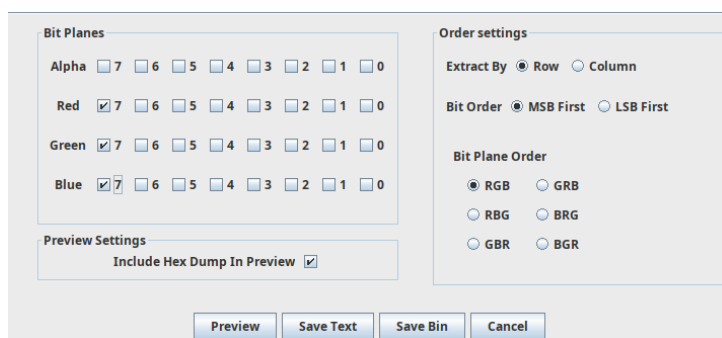 Bit Planes
Alpha 7 6 5 4 3 2 1 0
Red 7 6 5 4 3 2 1 0
Green 7 6 5 4 3 2 1 0
Blue 7 6 5 4 3 2 1 0
Preview Settings
Include Hex Dump In Preview
Order settings
Extract By Row Column
Bit Order MSB First LSB First
Bit Plane Order
RGB GRB
RBG BRG
GBR BGR
Preview Save Text Save Bin Cancel